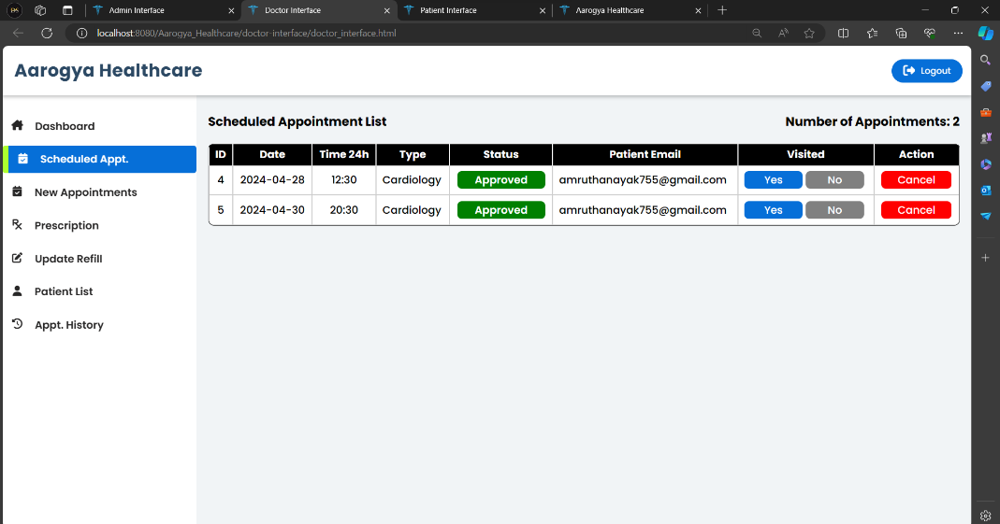 Admin Interface
Doctor Interface
Patient Interface
Aarogya Healthcare
localhost:8080/Aarogya_Healthcare/doctor-interface/doctor_interface.html
Aarogya Healthcare
Logout
Dashboard
Scheduled Appt.
New Appointments
Prescription
Update Refill
Patient List
Appt. History
Scheduled Appointment List
Number of Appointments: 2
ID Date Time 24h Type Status Patient Email Visited Action
4 2024-04-28 12:30 Cardiology Approved amruthanayak755@gmail.com Yes No Cancel
5 2024-04-30 20:30 Cardiology Approved amruthanayak755@gmail.com Yes No Cancel